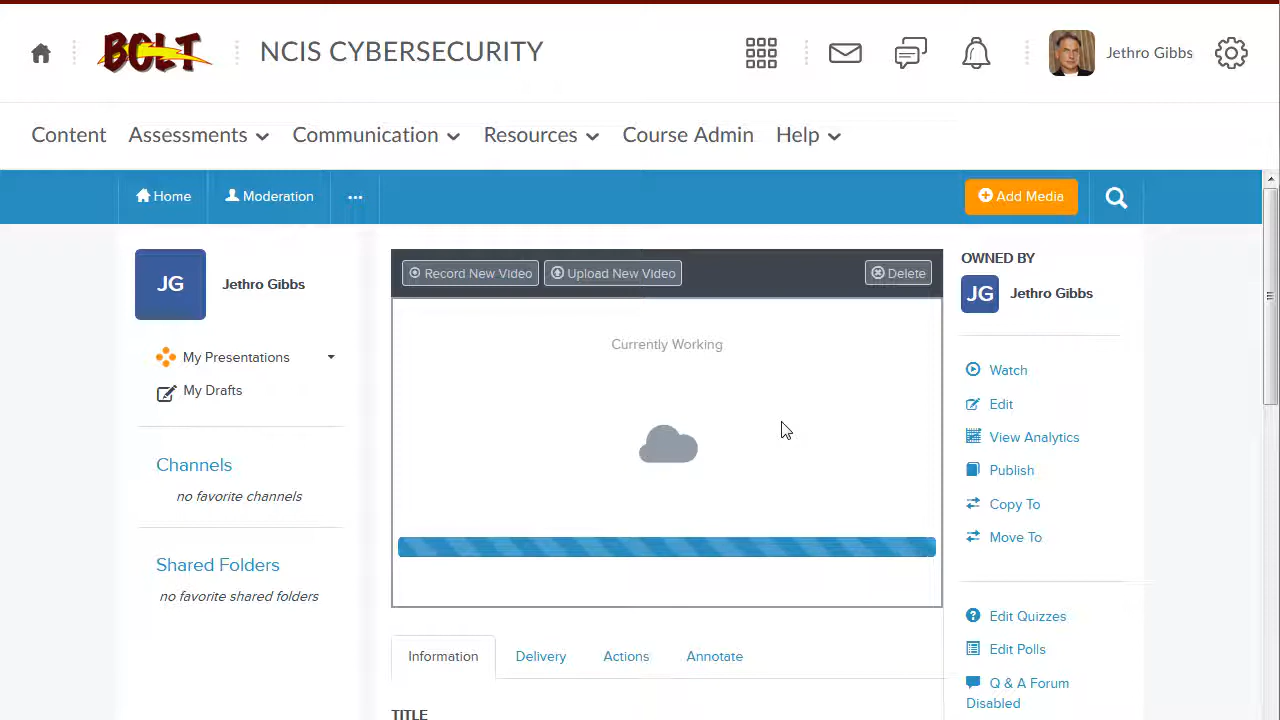 BOLT
NCIS CYBERSECURITY
Jethro Gibbs
Content
Assessments
Communication
Resources
Course Admin
Help
Home
Moderation
...
Add Media
JG
Jethro Gibbs
My Presentations
My Drafts
Channels
no favorite channels
Shared Folders
no favorite shared folders
Record New Video
Upload New Video
Delete
Currently Working
Information
Delivery
Actions
Annotate
TITLE
OWNED BY
JG
Jethro Gibbs
Watch
Edit
View Analytics
Publish
Copy To
Move To
Edit Quizzes
Edit Polls
Q & A Forum
Disabled